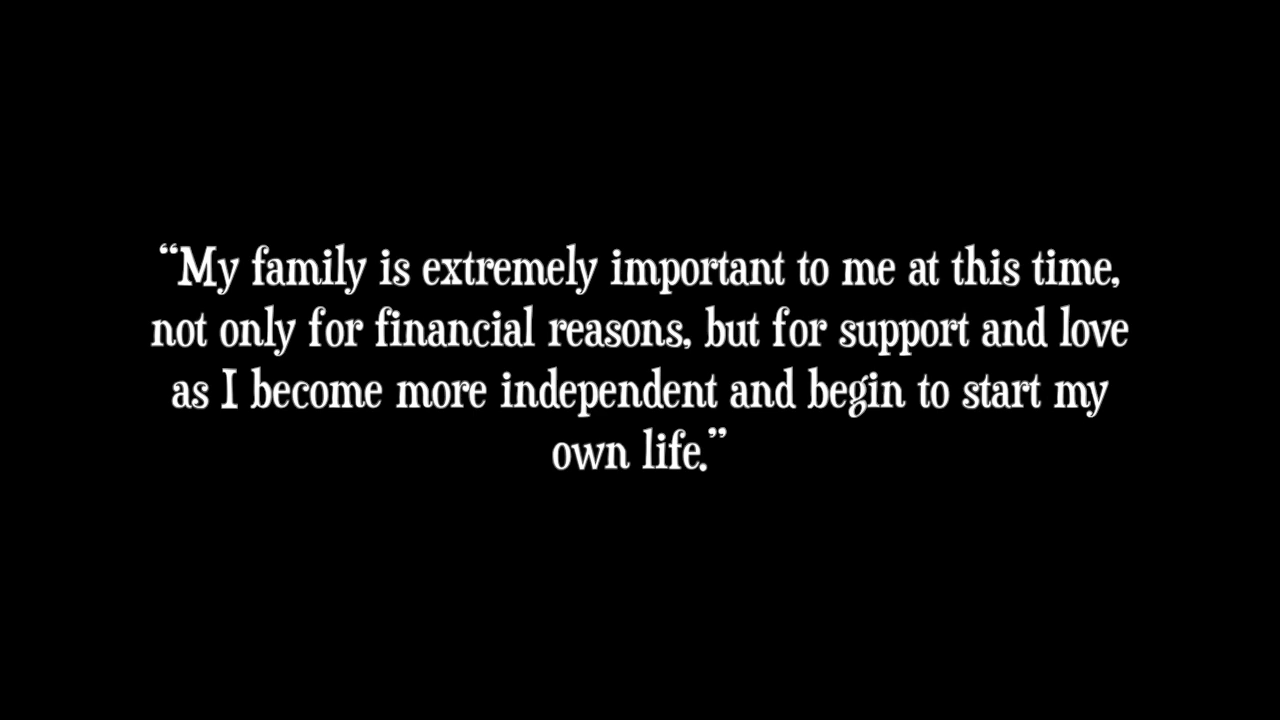 “My family is extremely important to me at this time,
not only for financial reasons, but for support and love
as I become more independent and begin to start my
own life.”